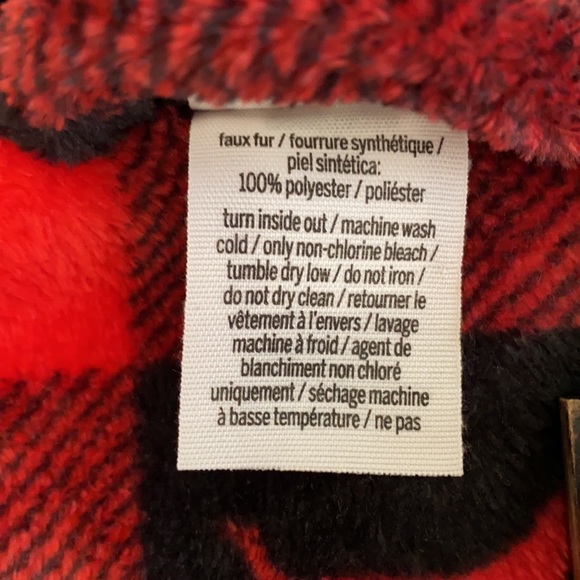 faux fur / fourrure synthétique /
piel sintética:
100% polyester / poliéster
turn inside out / machine wash
cold / only non-chlorine bleach /
tumble dry low / do not iron /
do not dry clean / retourner le
vêtement à l'envers / lavage
machine à froid / agent de
blanchiment non chloré
uniquement / séchage machine
à basse température / ne pas